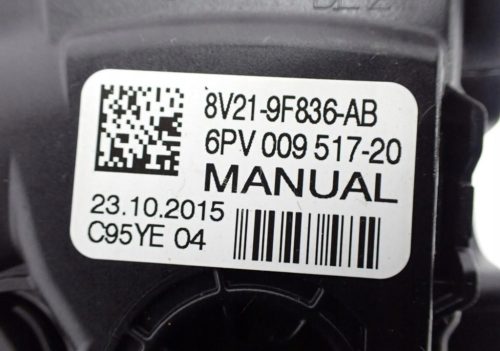 8V21-9F836-AB
6PV 009 517-20
MANUAL
23.10.2015
C95YE 04